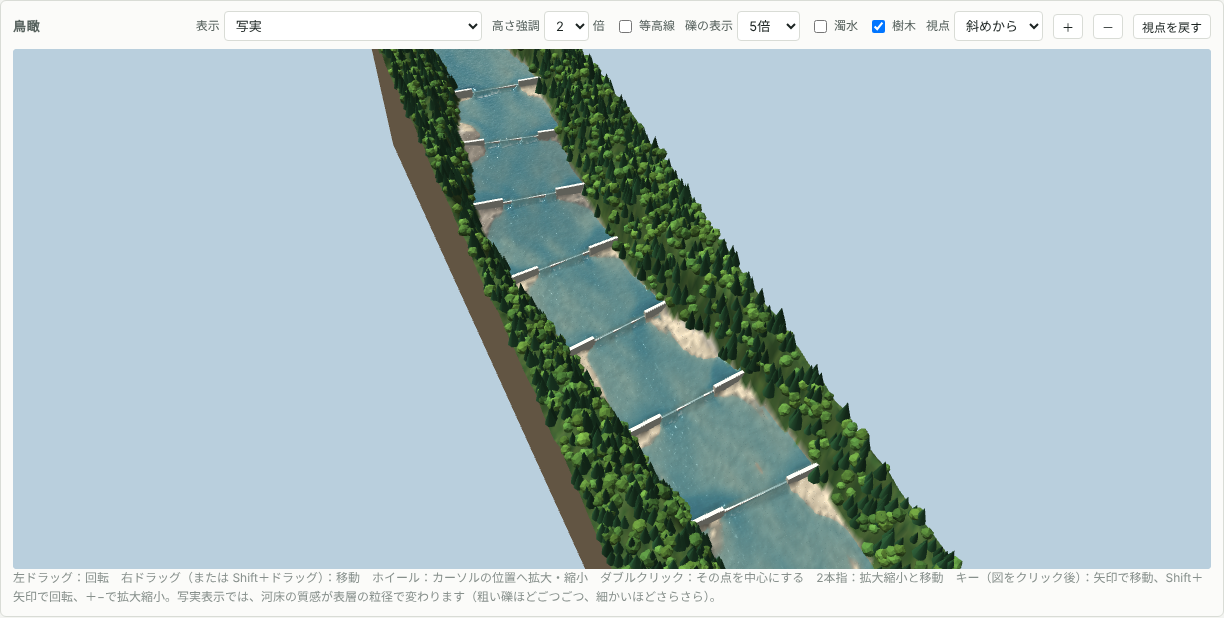 鳥瞰 表示 写実 高さ強調 2 倍 等高線 礫の表示 5倍 濁水 樹木 視点 斜めから + − 視点を戻す
左ドラッグ：回転　右ドラッグ（または Shift＋ドラッグ）：移動　ホイール：カーソルの位置へ拡大・縮小　ダブルクリック：その点を中心にする　2本指：拡大縮小と移動　キー（図をクリック後）：矢印で移動、Shift＋
矢印で回転、＋−で拡大縮小。写実表示では、河床の質感が表層の粒径で変わります（粗い礫ほどごつごつ、細かいほどさらさら）。